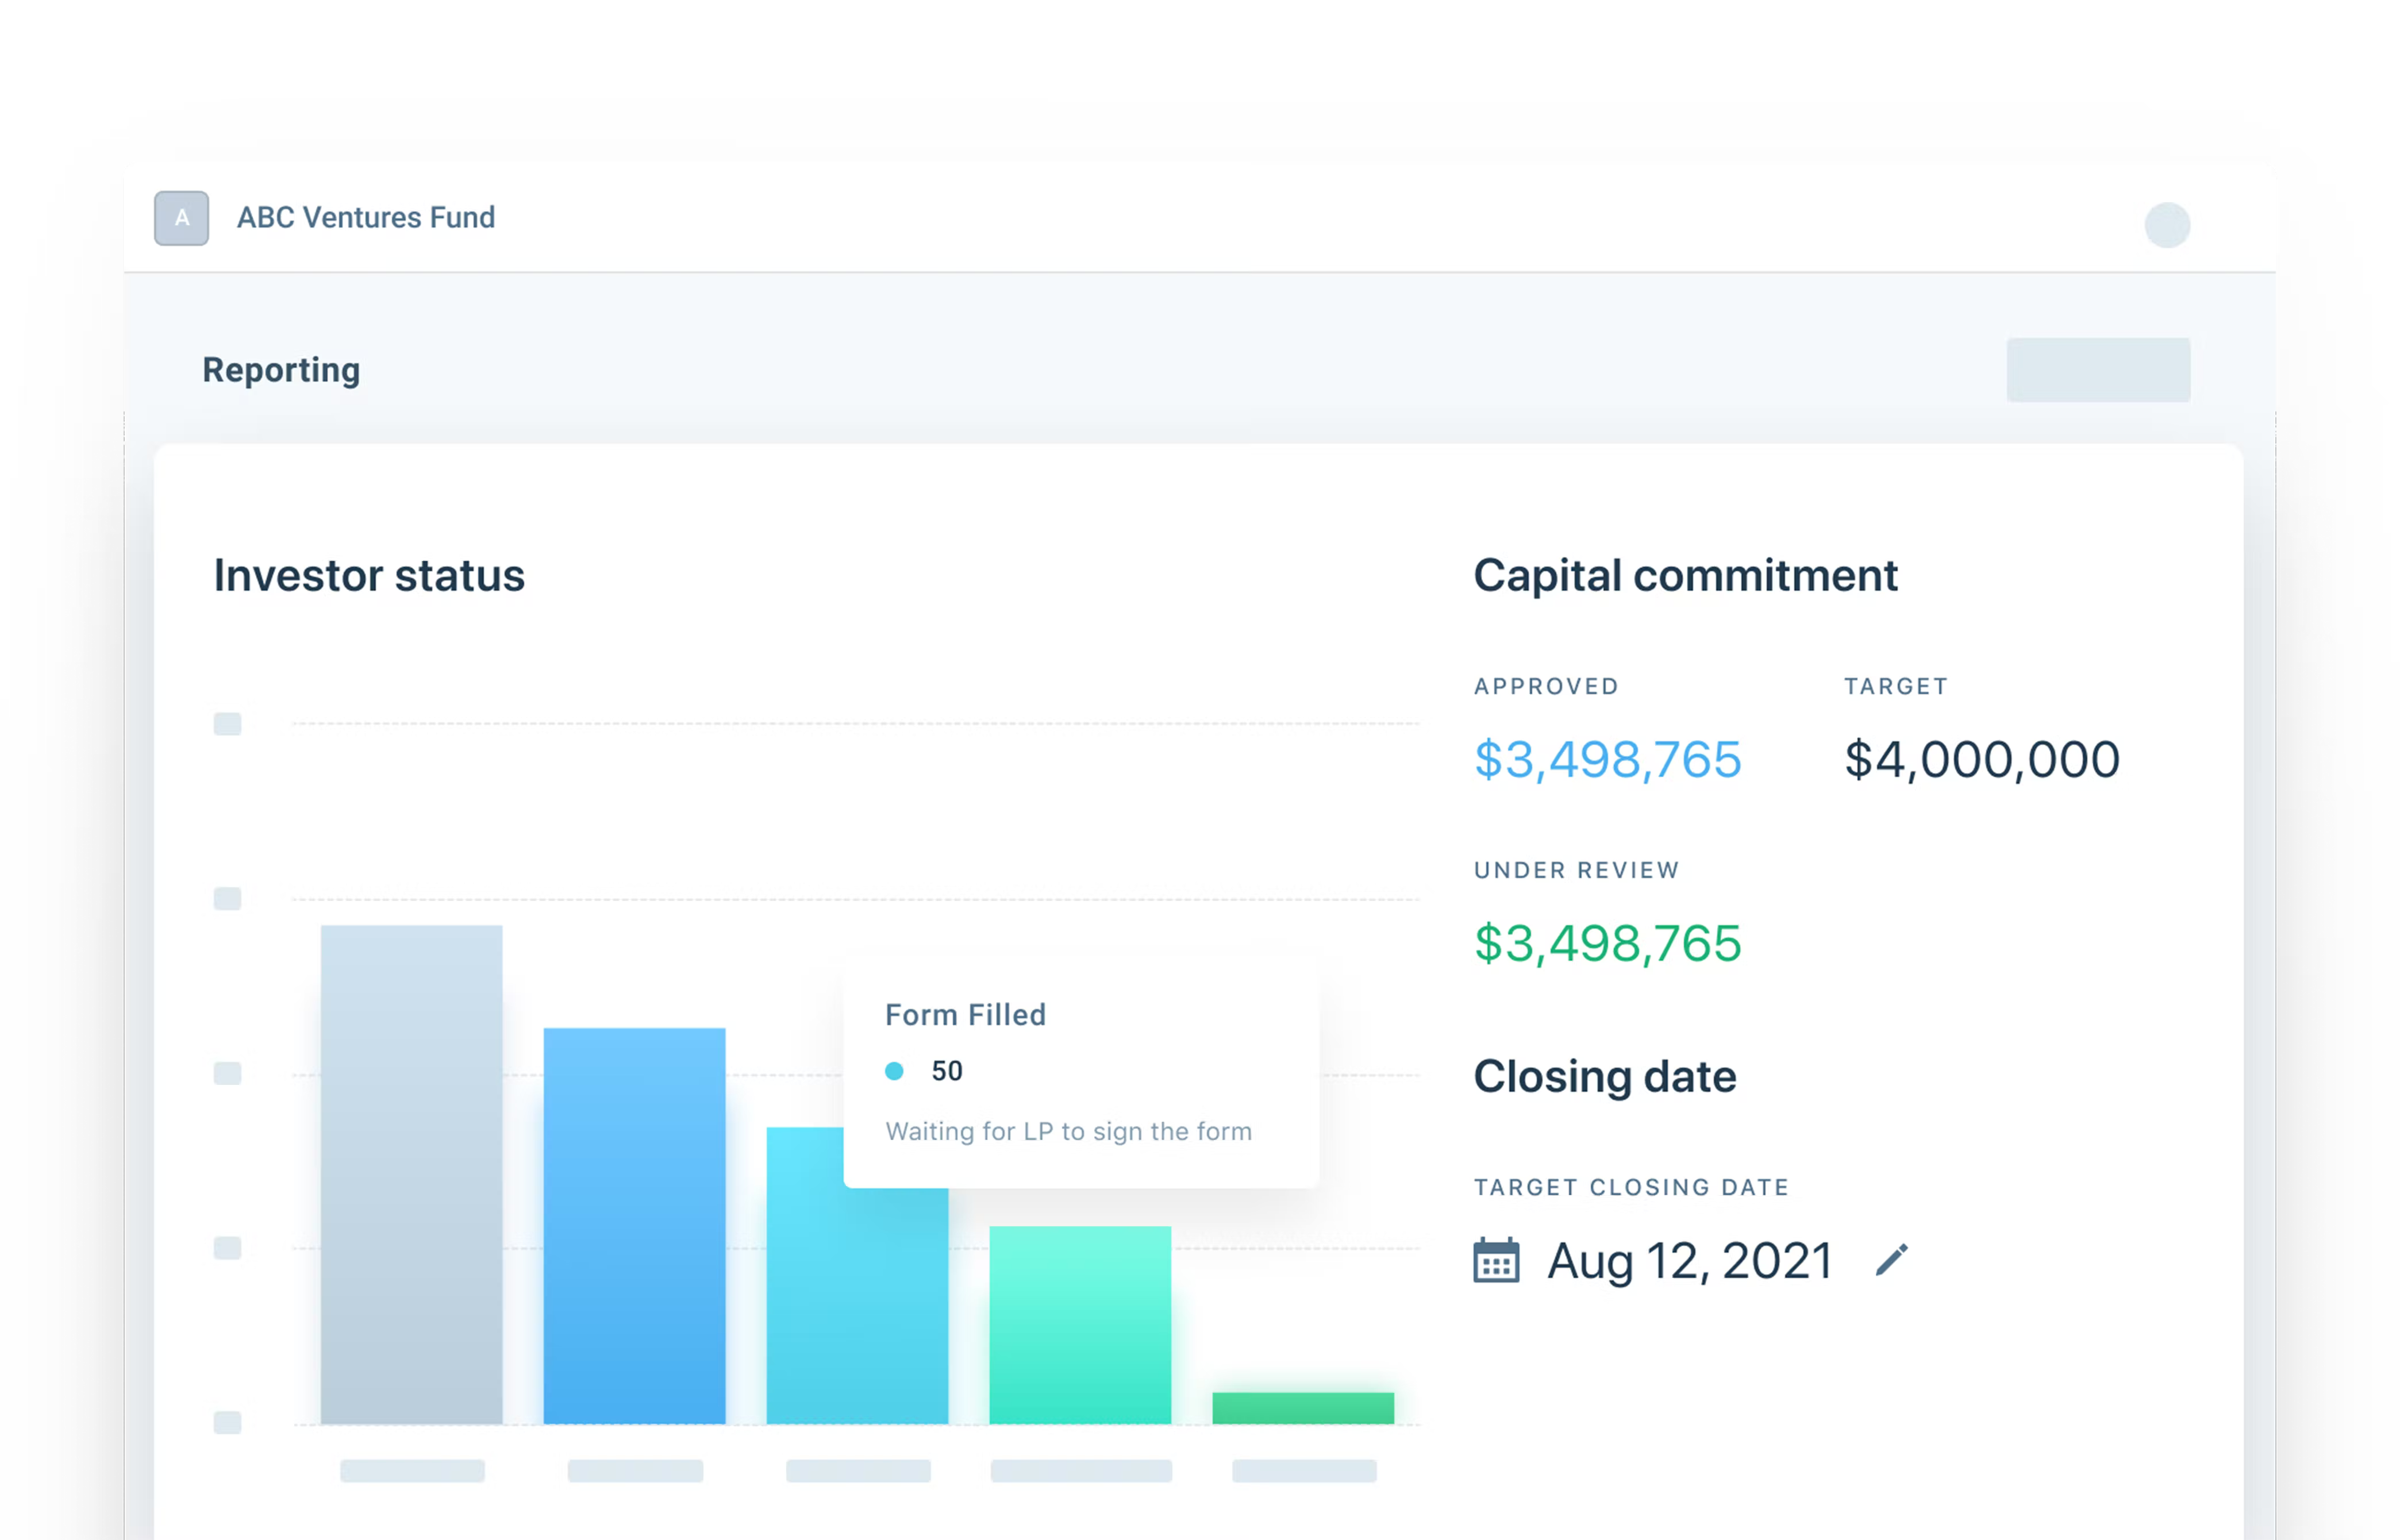 A
ABC Ventures Fund
Reporting
Investor status
Form Filled
50
Waiting for LP to sign the form
Capital commitment
APPROVED
TARGET
$3,498,765
$4,000,000
UNDER REVIEW
$3,498,765
Closing date
TARGET CLOSING DATE
Aug 12, 2021